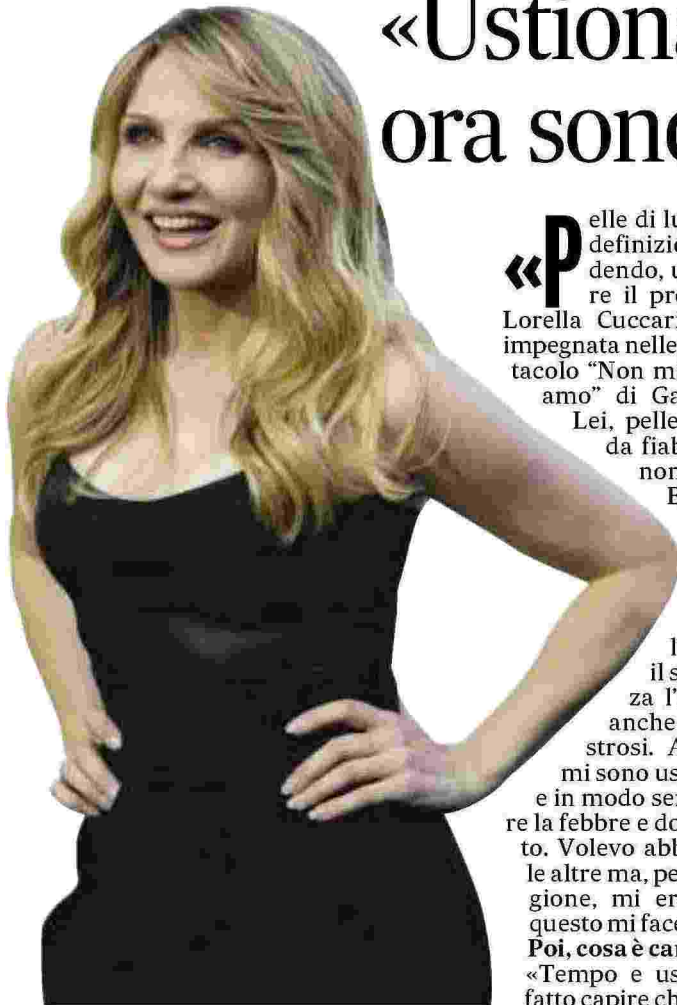 «Ustion
ora son
«P
elle di lu
definizio
dendo, u
re il pro
Lorella Cuccar
impegnata nelle
tacolo “Non m
amo” di Ga
Lei, pelle
da fiab
non
E
l
il s
za l’
anche
strosi. A
mi sono us
e in modo se
re la febbre e do
to. Volevo abb
le altre ma, pe
gione, mi er
questo mi face
Poi, cosa è ca
«Tempo e us
fatto capire ch